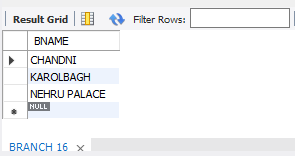 Result Grid Filter Rows:
BNAME
CHANDNI
KAROLBAGH
NEHRU PALACE
NULL
BRANCH 16 ×